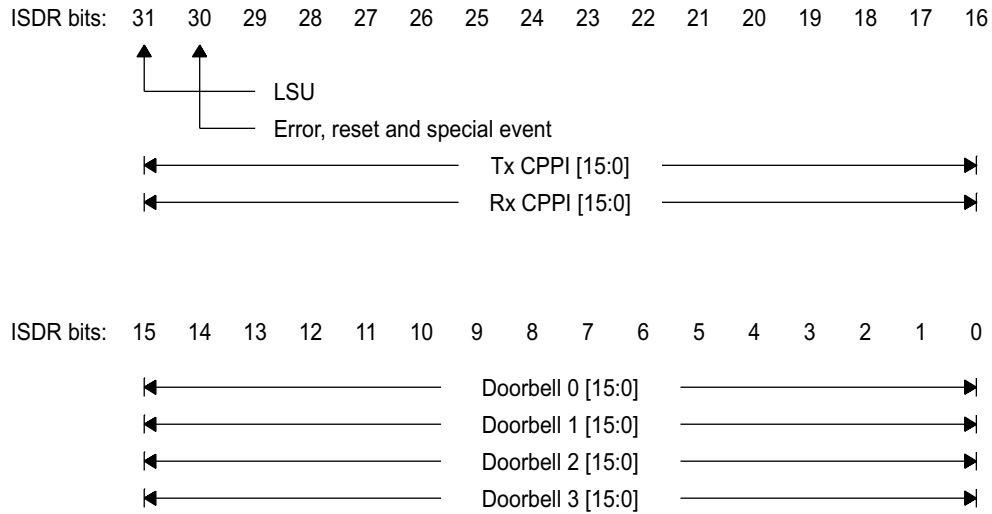 ISDR bits: 31 30 29 28 27 26 25 24 23 22 21 20 19 18 17 16
LSU
Error, reset and special event
Tx CPPI [15:0]
Rx CPPI [15:0]
ISDR bits: 15 14 13 12 11 10 9 8 7 6 5 4 3 2 1 0
Doorbell 0 [15:0]
Doorbell 1 [15:0]
Doorbell 2 [15:0]
Doorbell 3 [15:0]